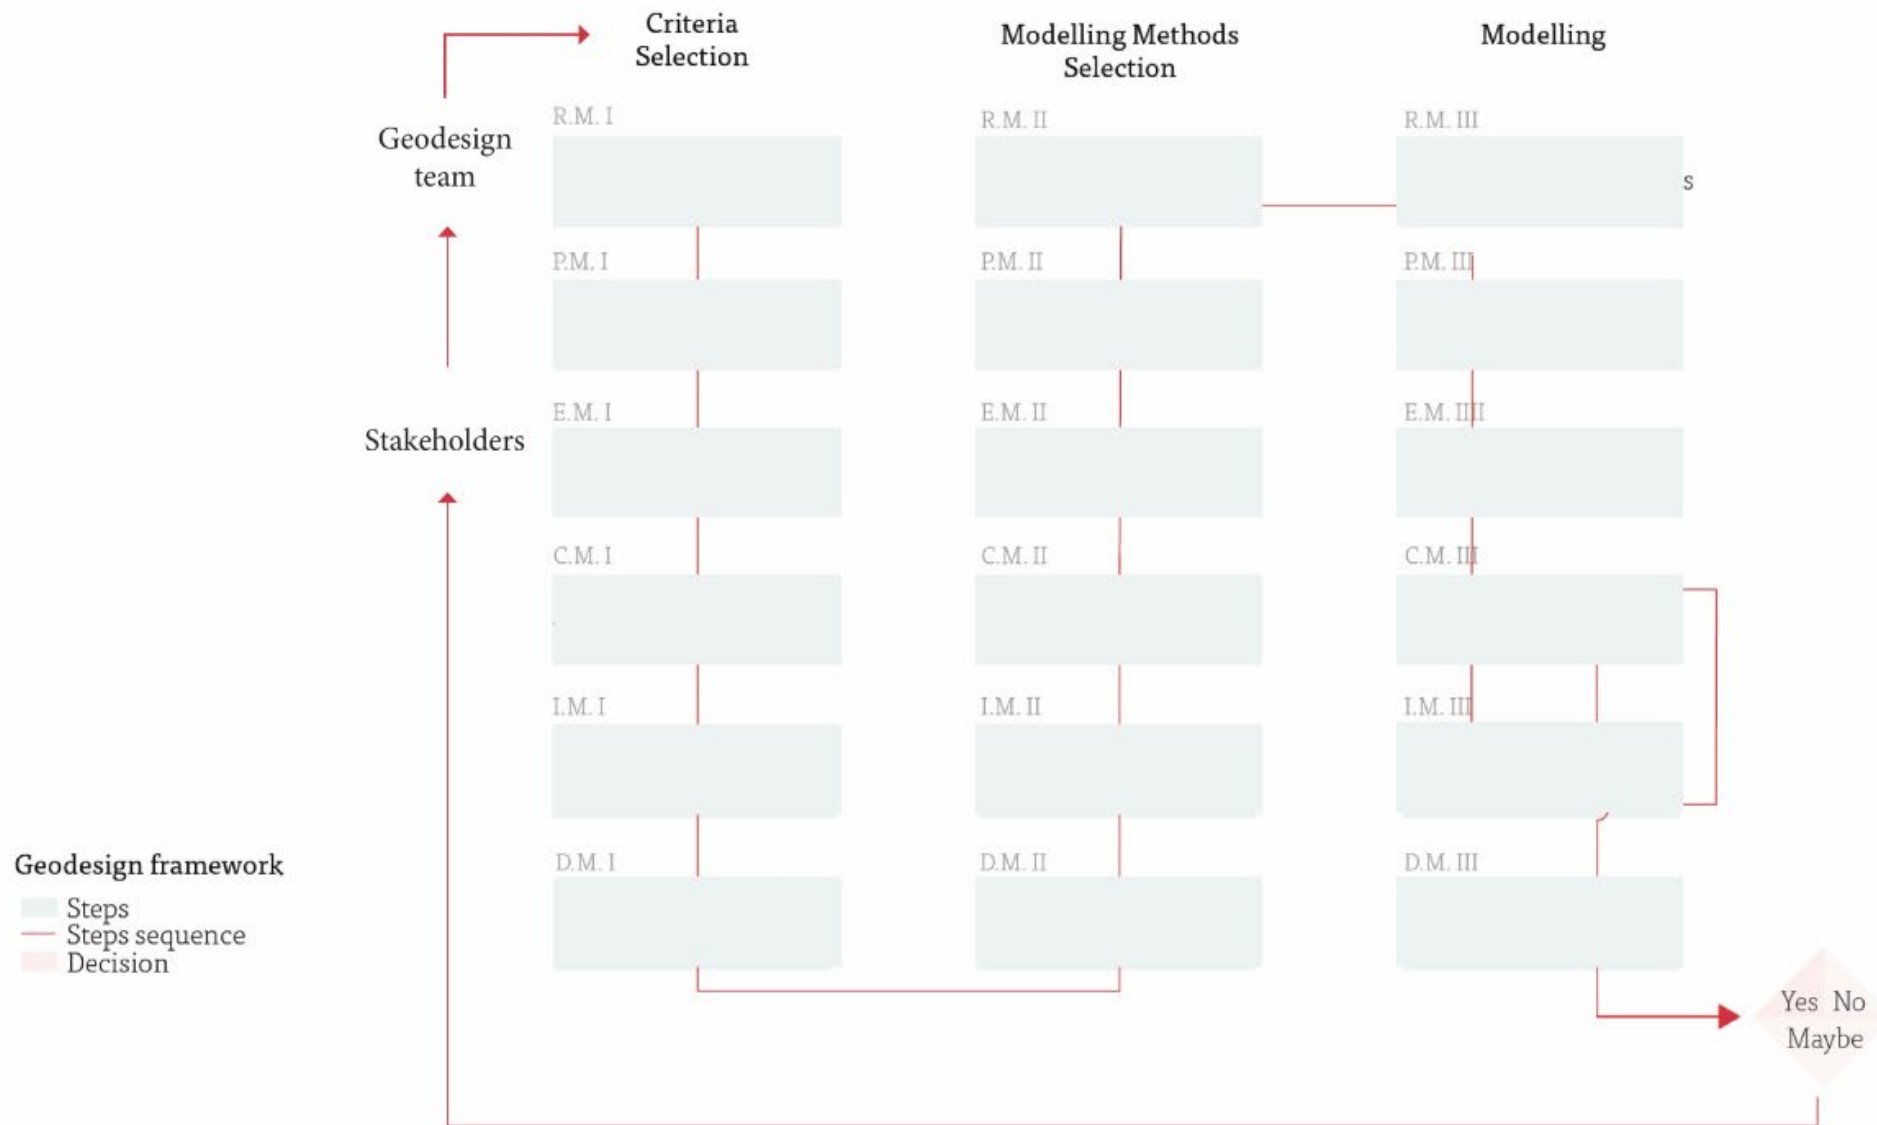 Criteria
Selection
Modelling Methods
Selection
Modelling
Geodesign
team
Stakeholders
R.M. I
R.M. II
R.M. III
s
P.M. I
P.M. II
P.M. III
E.M. I
E.M. II
E.M. IIII
C.M. I
C.M. II
C.M. III
I.M. I
I.M. II
I.M. III
D.M. I
D.M. II
D.M. III
Geodesign framework
Steps
Steps sequence
Decision
Yes No
Maybe